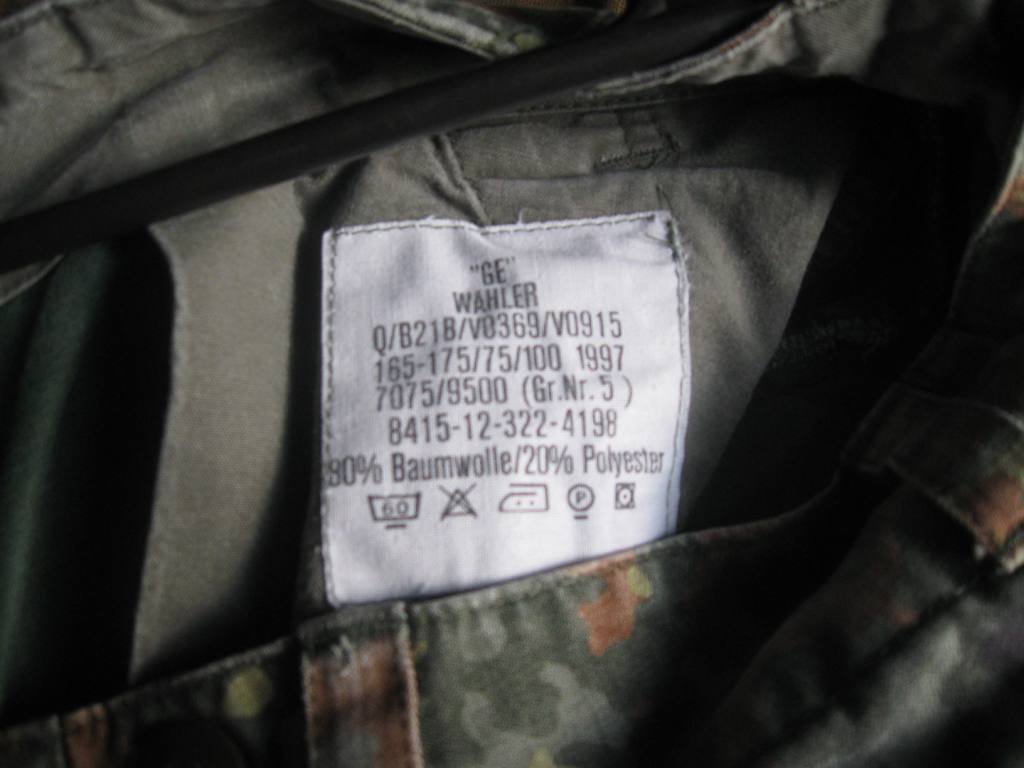 "GE"
WAHLER
Q/B21B/V0369/V0915
165-175/75/100 1997
7075/9500 (Gr.Nr. 5 )
8415-12-322-4198
80% Baumwolle/20% Polyester
60 P